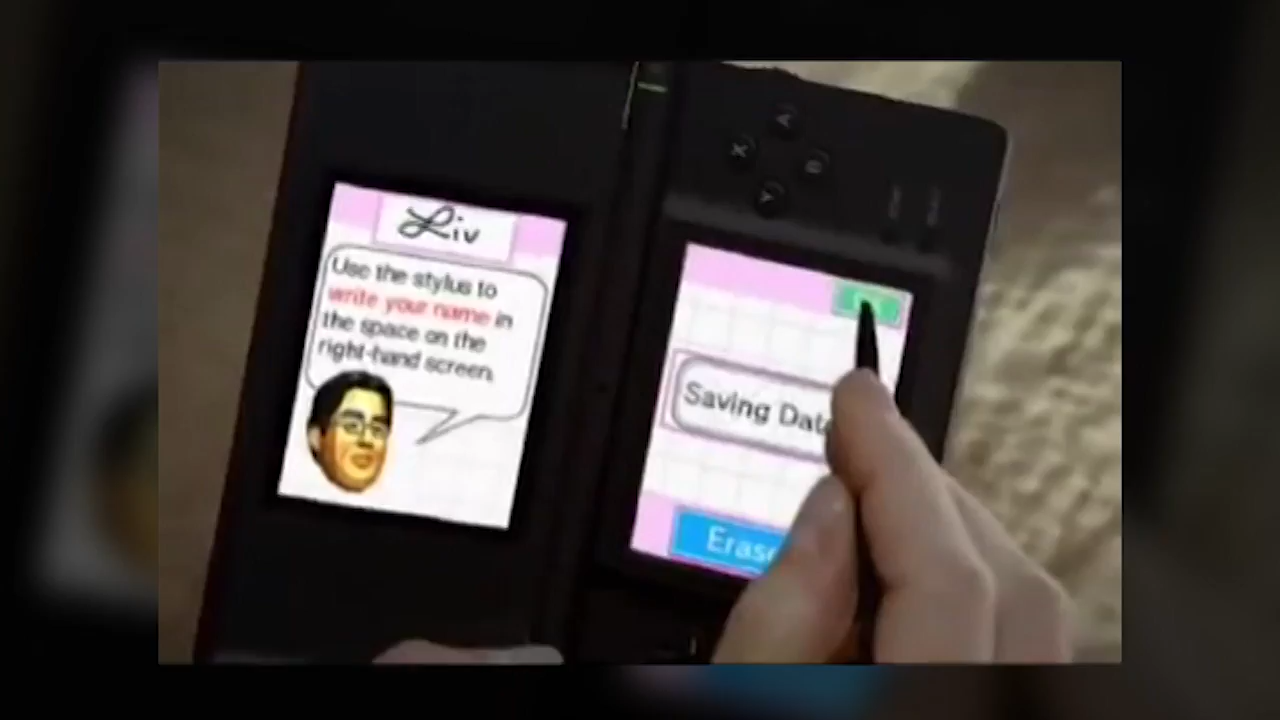 Liv
Use the stylus to
write your name in
the space on the
right-hand screen.
A
X
B
Y
Saving Data
Erase